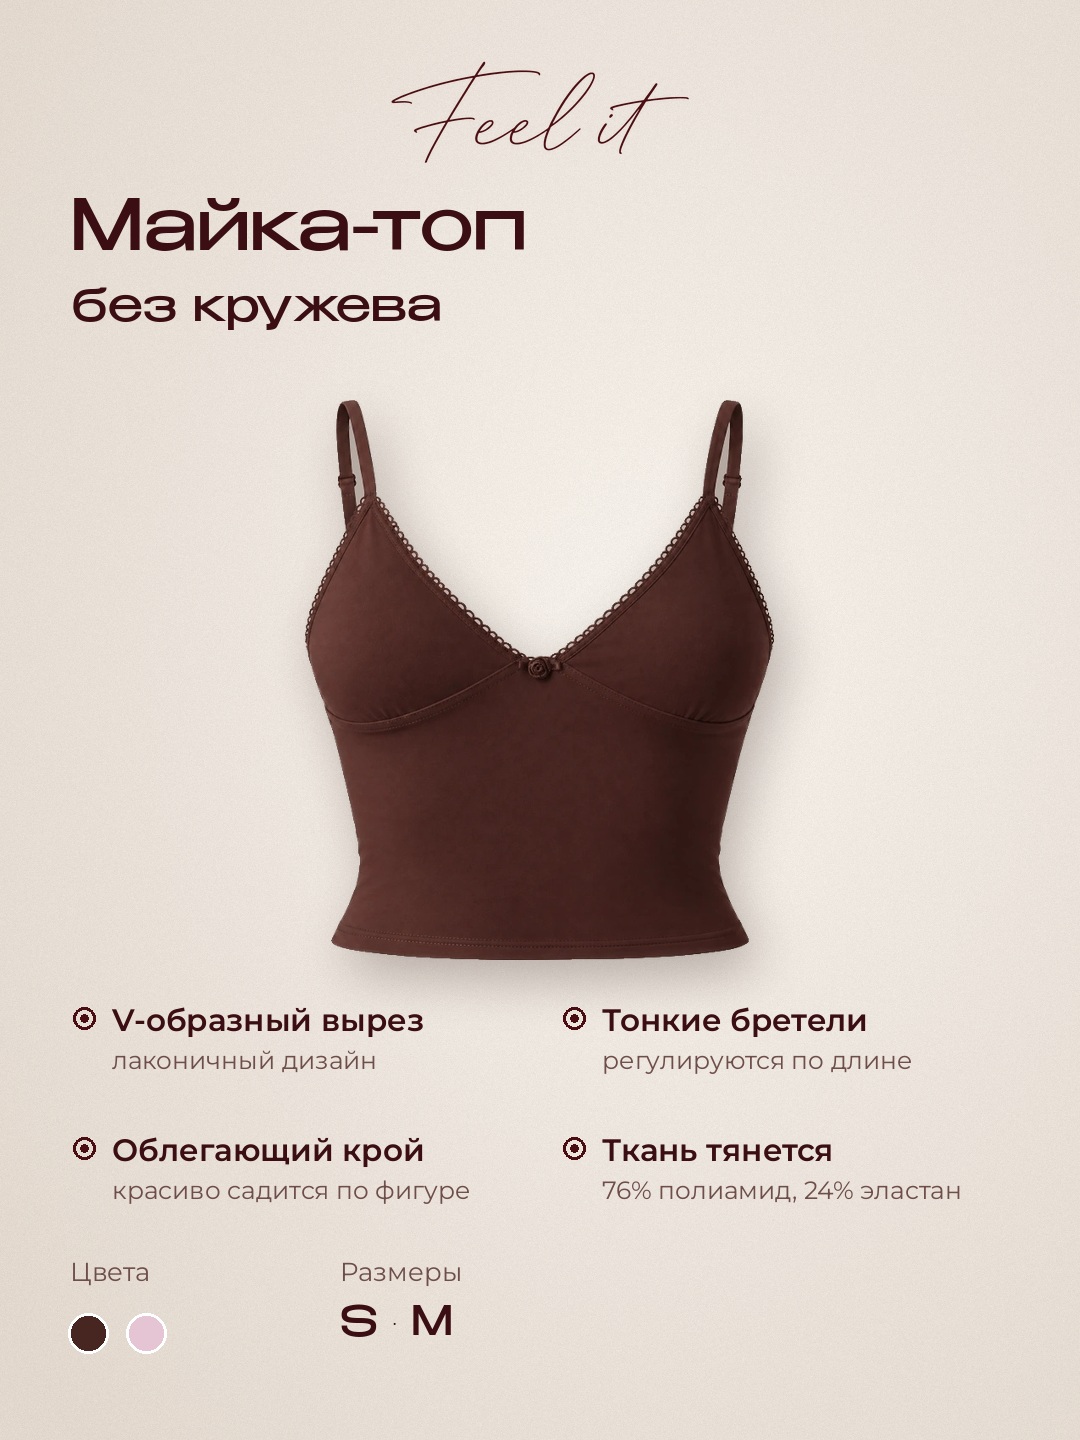 Feel it
Майка-топ
без кружева
V-образный вырез
лаконичный дизайн
Тонкие бретели
регулируются по длине
Облегающий крой
красиво садится по фигуре
Ткань тянется
76% полиамид, 24% эластан
Цвета
Размеры
S · M